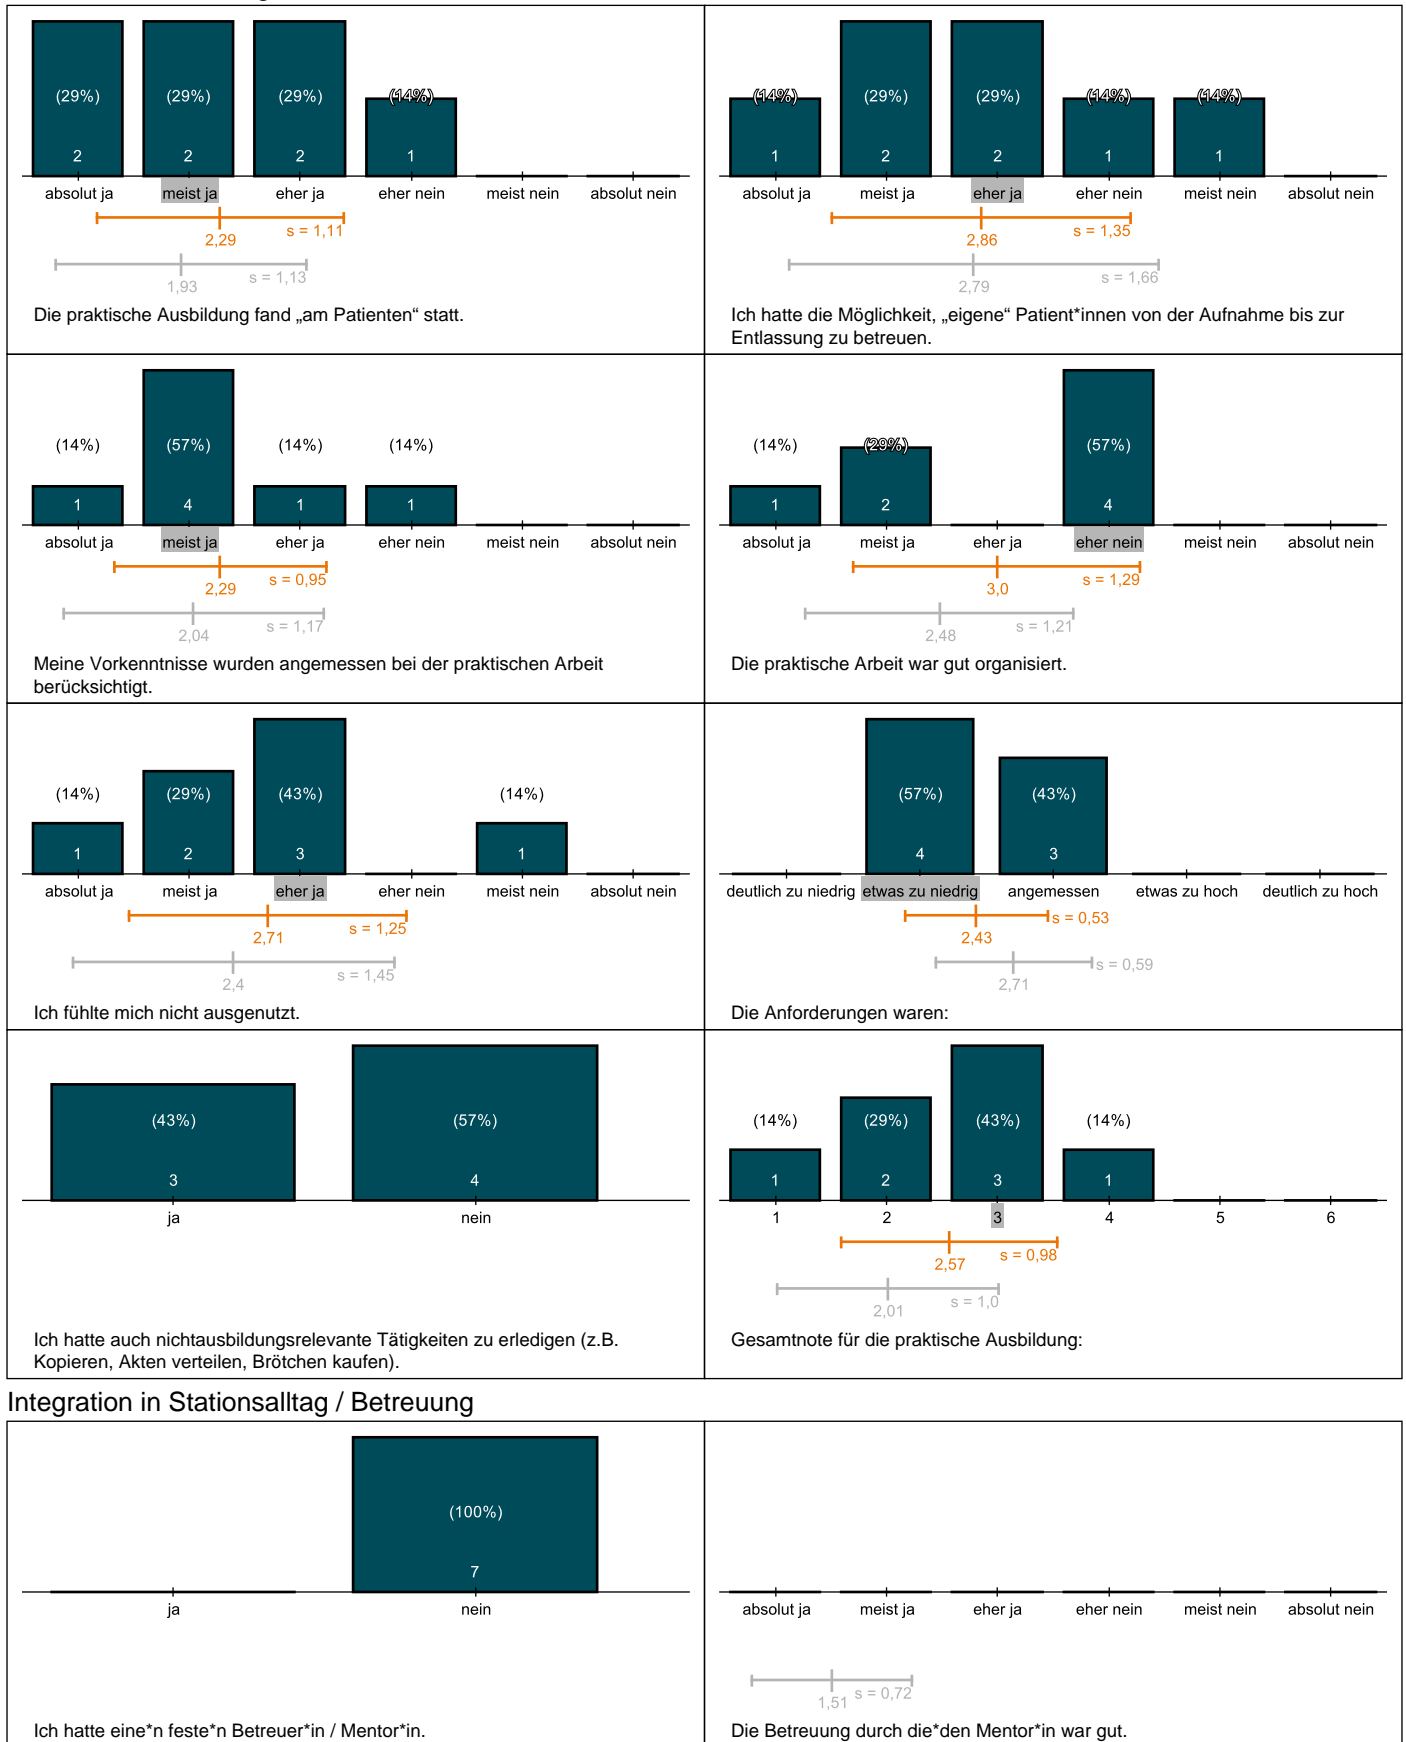 (29%) (29%) (29%) (14%)
2 2 2 1
absolut ja meist ja eher ja eher nein meist nein absolut nein
2,29 s = 1,11
1,93 s = 1,13
Die praktische Ausbildung fand „am Patienten“ statt.
(14%) (29%) (29%) (14%) (14%)
1 2 2 1 1
absolut ja meist ja eher ja eher nein meist nein absolut nein
2,86 s = 1,35
2,79 s = 1,66
Ich hatte die Möglichkeit, „eigene“ Patient*innen von der Aufnahme bis zur
Entlassung zu betreuen.
(14%) (57%) (14%) (14%)
1 4 1 1
absolut ja meist ja eher ja eher nein meist nein absolut nein
2,29 s = 0,95
2,04 s = 1,17
Meine Vorkenntnisse wurden angemessen bei der praktischen Arbeit
berücksichtigt.
(14%) (29%) (57%)
1 2 4
absolut ja meist ja eher ja eher nein meist nein absolut nein
3,0 s = 1,29
2,48 s = 1,21
Die praktische Arbeit war gut organisiert.
(14%) (29%) (43%) (14%)
1 2 3 1
absolut ja meist ja eher ja eher nein meist nein absolut nein
2,71 s = 1,25
2,4 s = 1,45
Ich fühlte mich nicht ausgenutzt.
(57%) (43%)
4 3
deutlich zu niedrig etwas zu niedrig angemessen etwas zu hoch deutlich zu hoch
2,43 s = 0,53
2,71 s = 0,59
Die Anforderungen waren:
(43%) (57%)
3 4
ja nein
Ich hatte auch nichtausbildungsrelevante Tätigkeiten zu erledigen (z.B.
Kopieren, Akten verteilen, Brötchen kaufen).
(14%) (29%) (43%) (14%)
1 2 3 1
1 2 3 4 5 6
2,57 s = 0,98
2,01 s = 1,0
Gesamtnote für die praktische Ausbildung:
Integration in Stationsalltag / Betreuung
(100%)
7
ja nein
Ich hatte eine*n feste*n Betreuer*in / Mentor*in.
absolut ja meist ja eher ja eher nein meist nein absolut nein
1,51 s = 0,72
Die Betreuung durch die*den Mentor*in war gut.